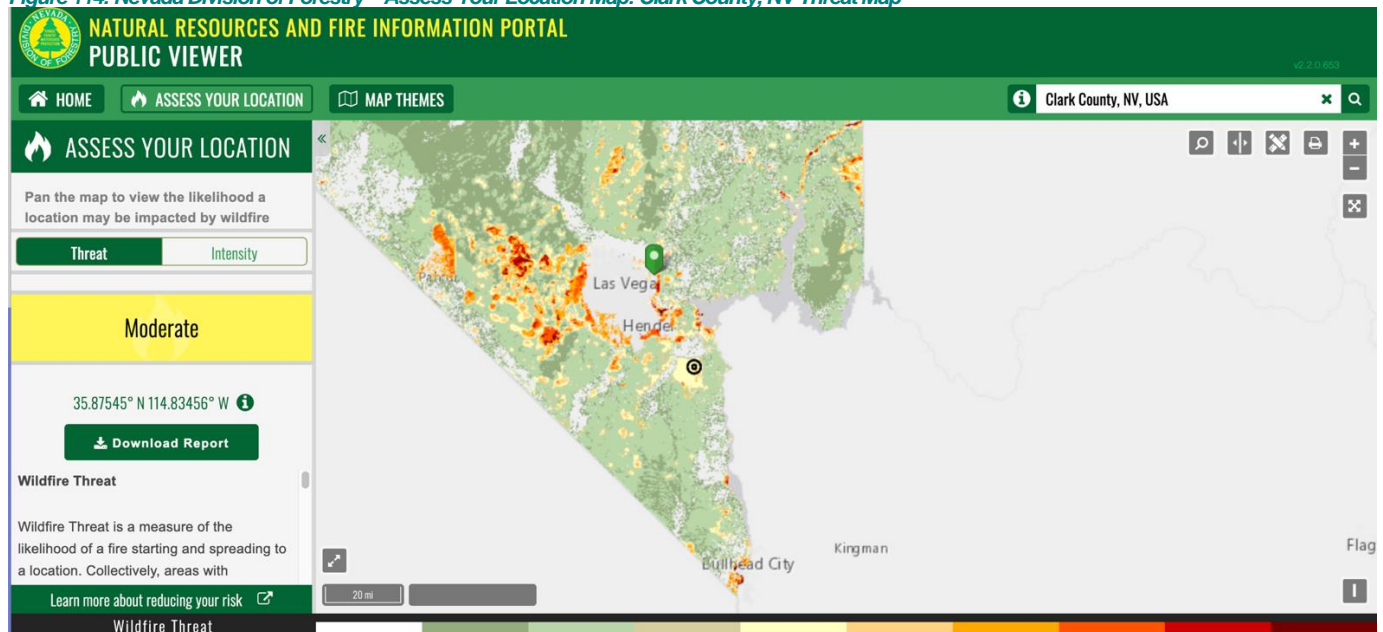 Figure 114. Nevada Division of Forestry – Assess Your Location Map: Clark County, NV Threat Map
NEVADA
DIVISION OF FORESTRY
NATURAL RESOURCES AND FIRE INFORMATION PORTAL
PUBLIC VIEWER
v2.2.0.653
HOME
ASSESS YOUR LOCATION
MAP THEMES
Clark County, NV, USA
ASSESS YOUR LOCATION
Pan the map to view the likelihood a
location may be impacted by wildfire
Threat
Intensity
Moderate
35.87545° N 114.83456° W
Download Report
Wildfire Threat
Wildfire Threat is a measure of the
likelihood of a fire starting and spreading to
a location. Collectively, areas with
Learn more about reducing your risk
Wildfire Threat
Las Vega
Hender
Kingman
Bullhead City
Flag
20 mi